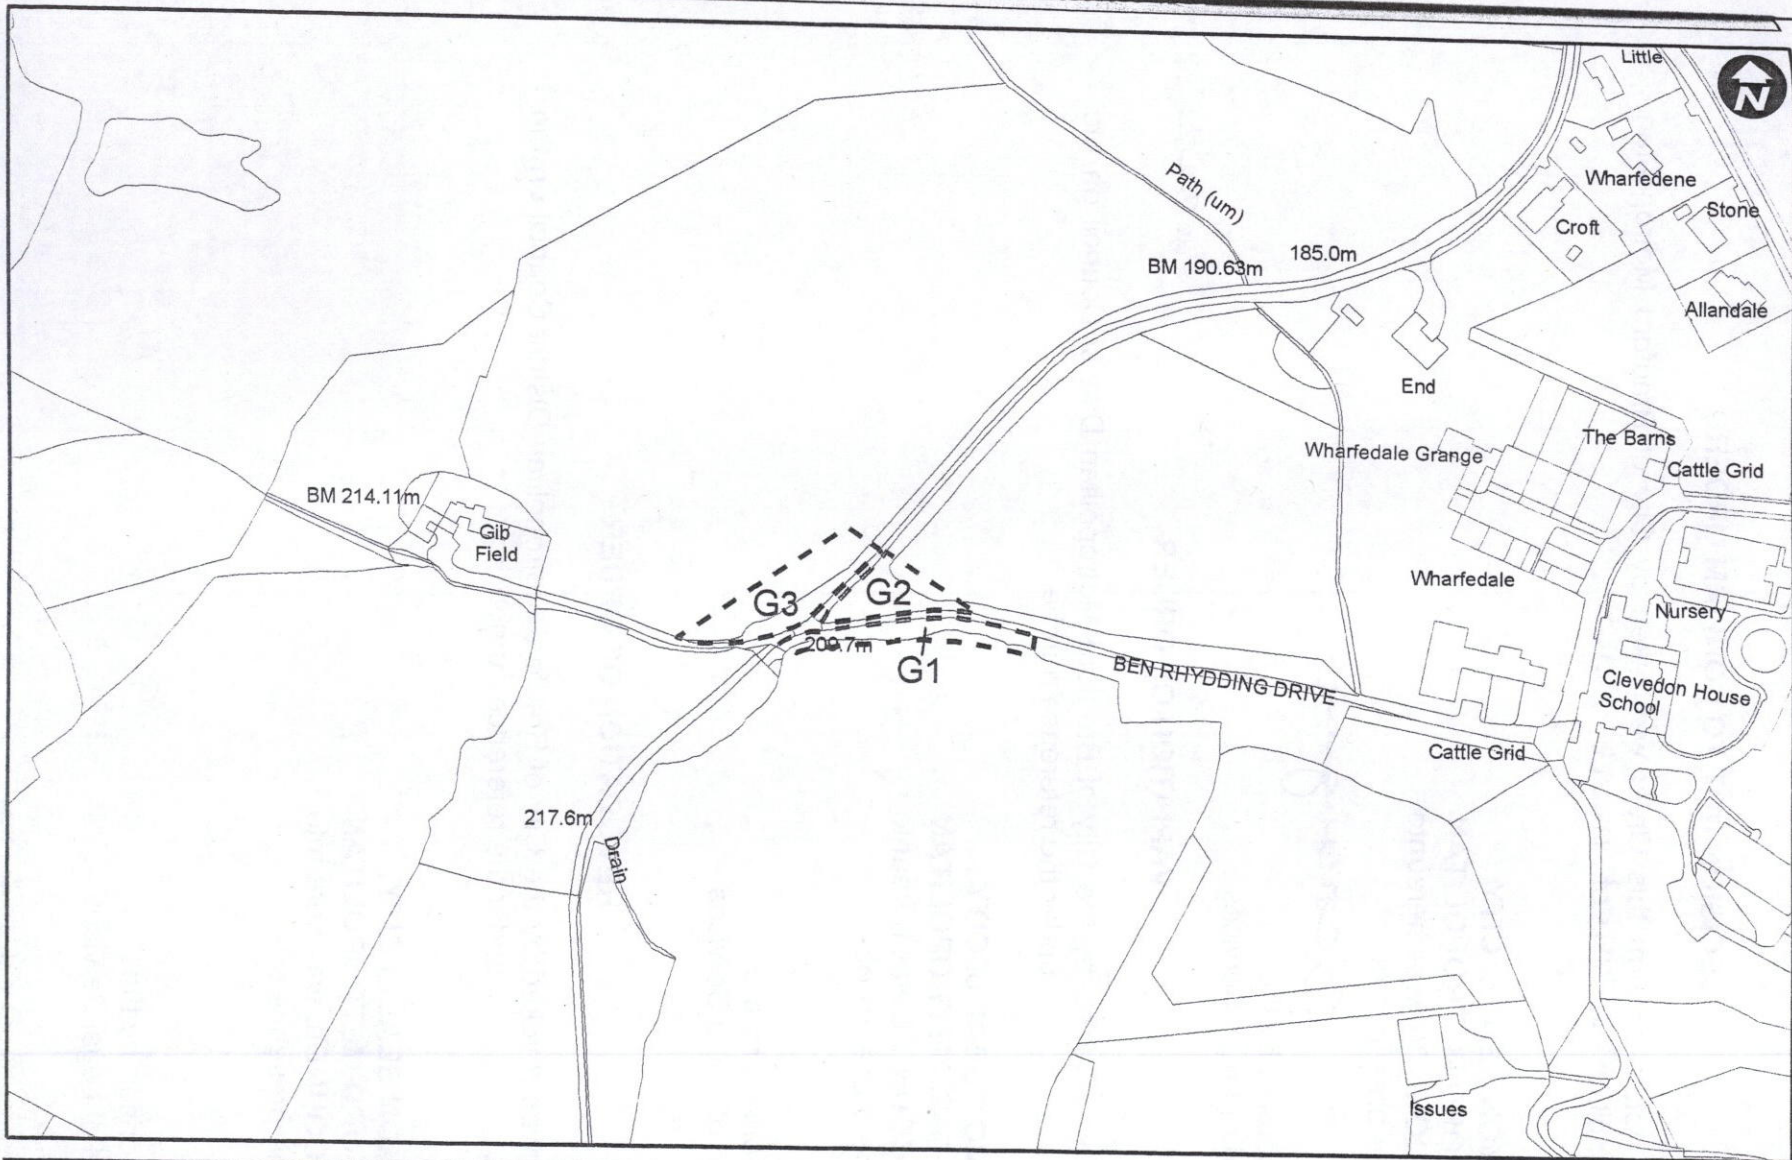 Little
N
Wharfedene
Stone
Croft
Allandale
Path (um)
185.0m
BM 190.63m
End
The Barns
Wharfedale Grange
Cattle Grid
BM 214.11m
Gib
Field
Wharfedale
G3
G2
Nursery
209.7m
G1
BEN RHYDDING DRIVE
Clevedon House
School
Cattle Grid
217.6m
Drain
Issues